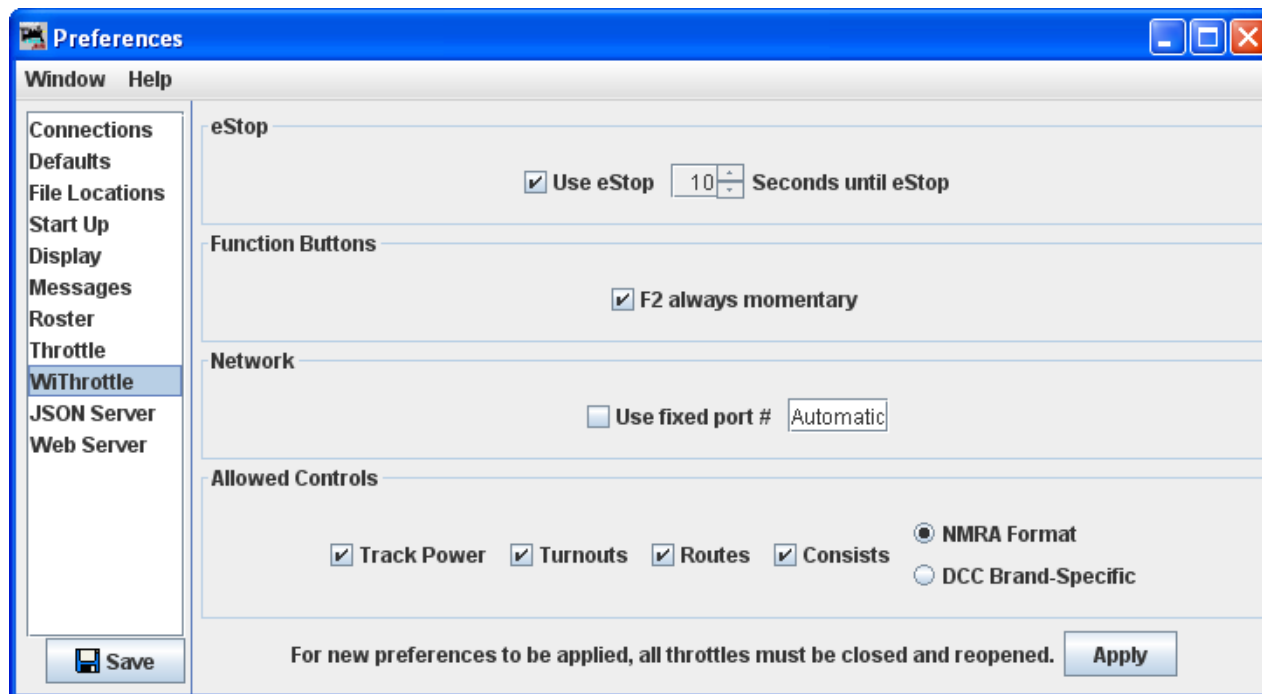 Preferences
Window Help
Connections
Defaults
File Locations
Start Up
Display
Messages
Roster
Throttle
WiThrottle
JSON Server
Web Server
Save
eStop
Use eStop 10 Seconds until eStop
Function Buttons
F2 always momentary
Network
Use fixed port # Automatic
Allowed Controls
Track Power Turnouts Routes Consists
NMRA Format
DCC Brand-Specific
For new preferences to be applied, all throttles must be closed and reopened. Apply